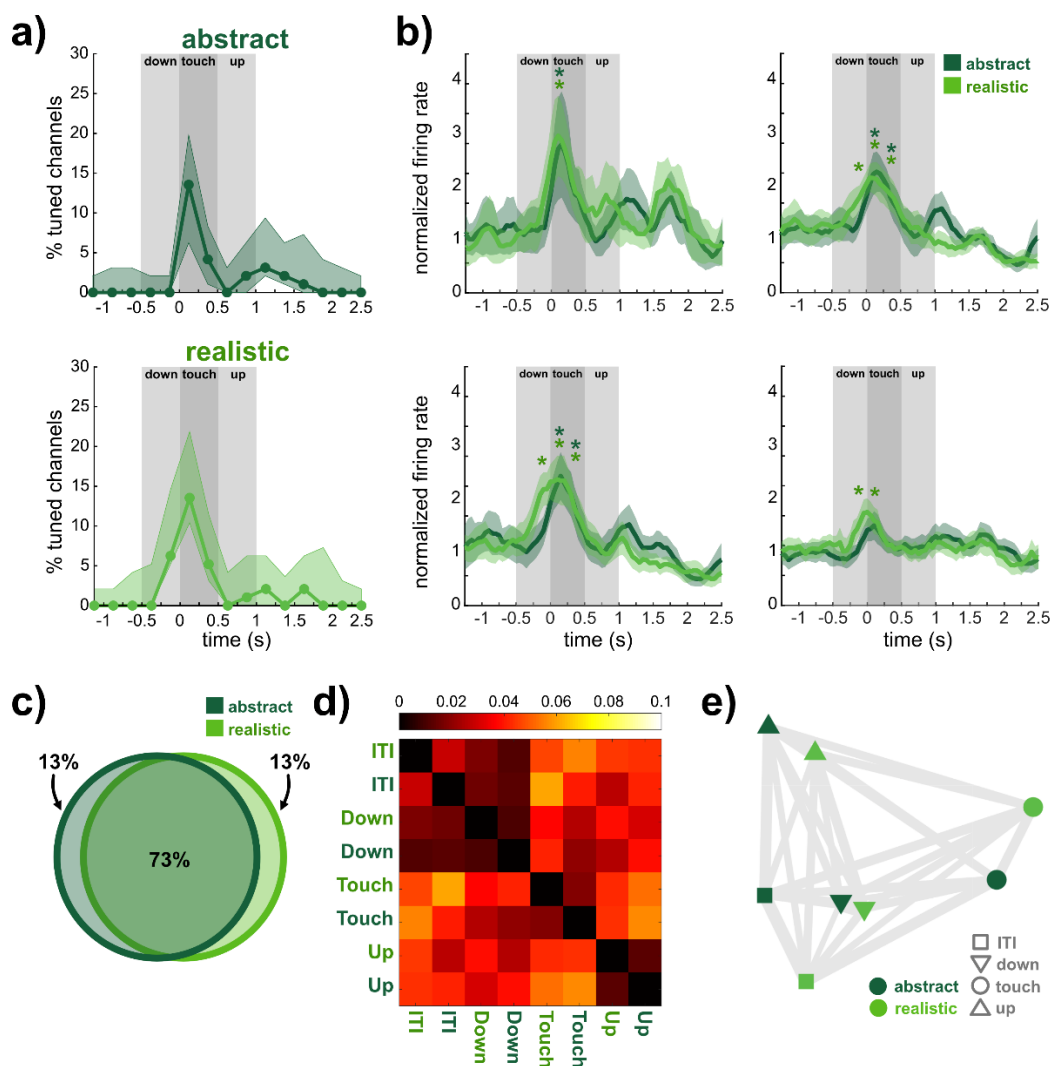 a)
abstract
% tuned channels
30
25
20
15
10
5
0
down touch up
-1 -0.5 0 0.5 1 1.5 2 2.5
realistic
% tuned channels
30
25
20
15
10
5
0
down touch up
-1 -0.5 0 0.5 1 1.5 2 2.5
time (s)
b)
normalized firing rate
4
3
3
2
1
1
0
down touch up
* *
-1 -0.5 0 0.5 1 1.5 2 2.5
4
3
3
2
1
1
0
down touch up
* * * * *
abstract
realistic
-1 -0.5 0 0.5 1 1.5 2 2.5
normalized firing rate
4
3
3
2
1
1
0
down touch up
* * * * *
-1 -0.5 0 0.5 1 1.5 2 2.5
time (s)
4
3
3
2
1
1
0
down touch up
* *
-1 -0.5 0 0.5 1 1.5 2 2.5
time (s)
c)
abstract
realistic
13%
13%
73%
d)
0 0.02 0.04 0.06 0.08 0.1
ITI
ITI
Down
Down
Touch
Touch
Up
Up
ITI
ITI
Down
Down
Touch
Touch
Up
Up
e)
abstract
realistic
ITI
down
touch
up